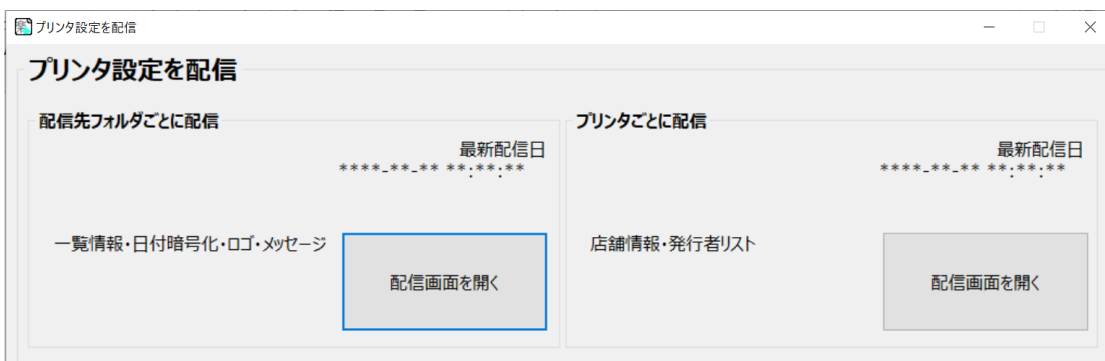 プリンタ設定を配信
プリンタ設定を配信
配信先フォルダごとに配信
最新配信日
****-**-** **:**:**
一覧情報・日付暗号化・ロゴ・メッセージ
配信画面を開く
プリンタごとに配信
最新配信日
****-**-** **:**:**
店舗情報・発行者リスト
配信画面を開く